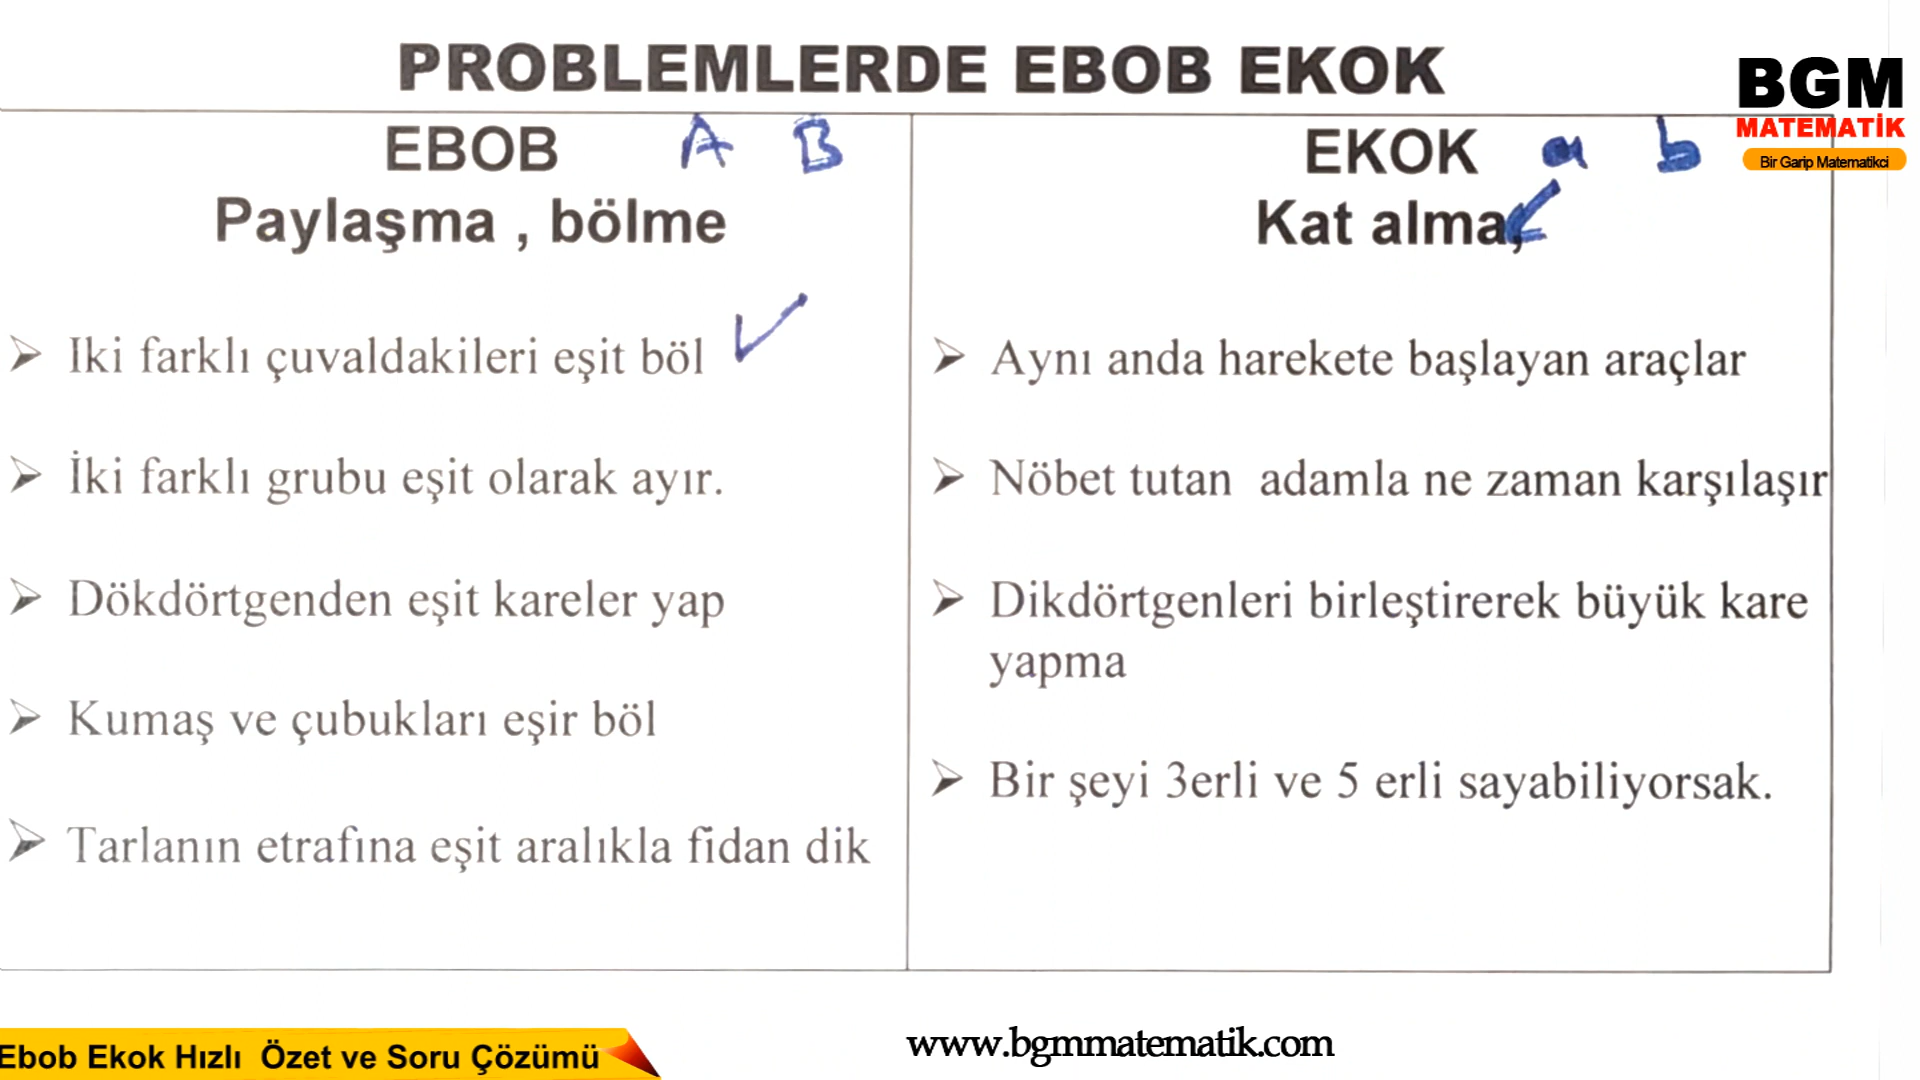 PROBLEMLERDE EBOB EKOK
BGM
MATEMATİK
Bir Garip Matematikci
EBOB A B
Paylaşma , bölme
Iki farklı çuvaldakileri eşit böl
İki farklı grubu eşit olarak ayır.
Dökdörtgenden eşit kareler yap
Kumaş ve çubukları eşir böl
Tarlanın etrafına eşit aralıkla fidan dik
EKOK a b
Kat alma,
Aynı anda harekete başlayan araçlar
Nöbet tutan adamla ne zaman karşılaşır
Dikdörtgenleri birleştirerek büyük kare
yapma
Bir şeyi 3erli ve 5 erli sayabiliyorsak.
Ebob Ekok Hızlı Özet ve Soru Çözümü
www.bgmmatematik.com